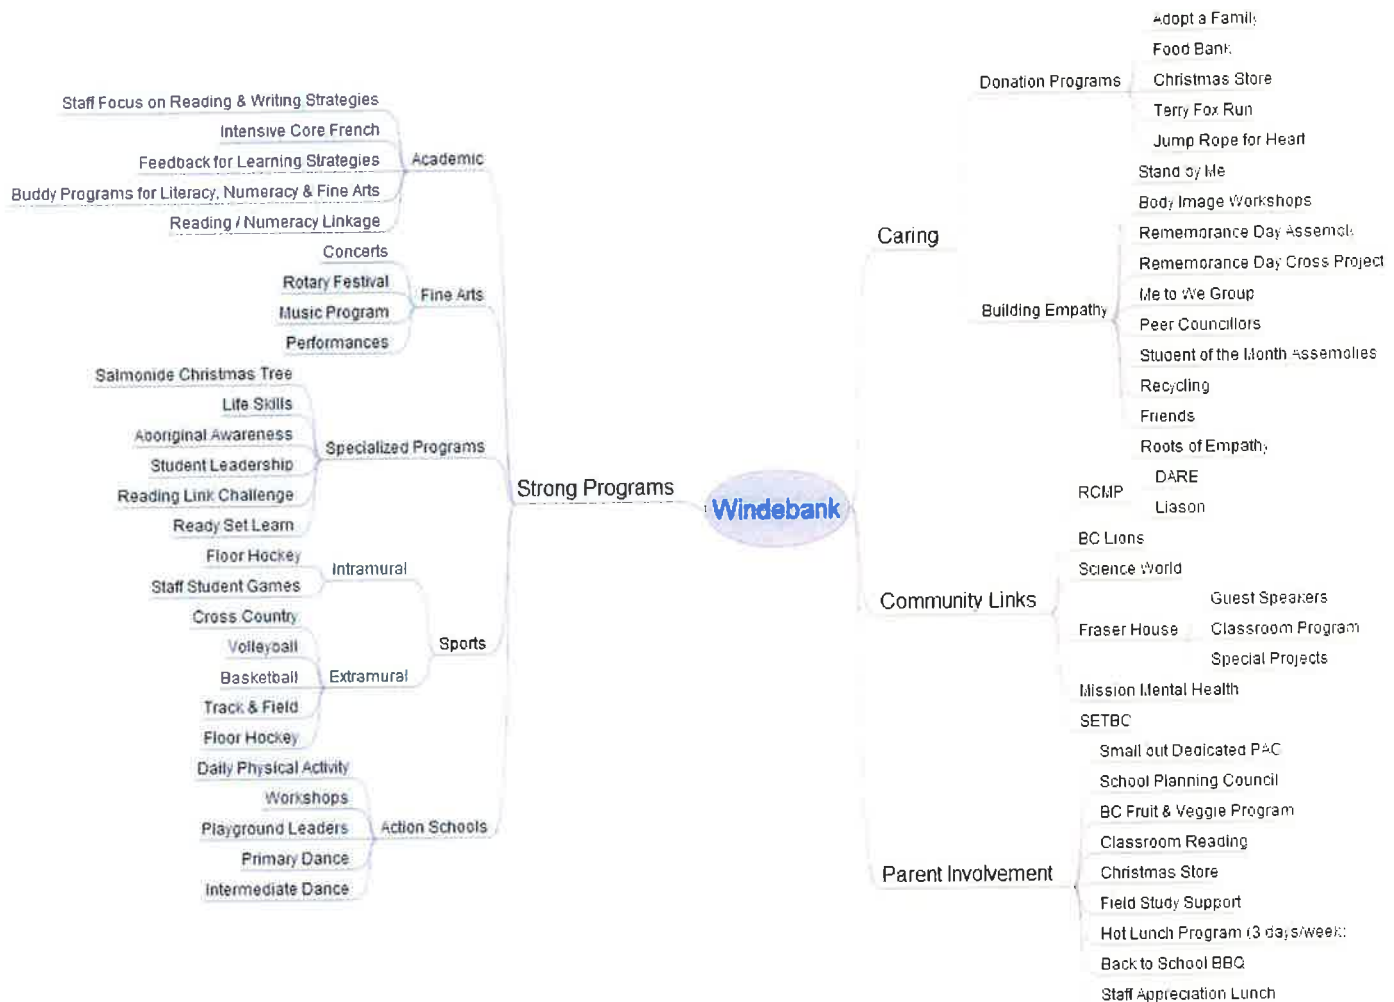 Staff Focus on Reading & Writing Strategies
Intensive Core French
Feedback for Learning Strategies
Buddy Programs for Literacy, Numeracy & Fine Arts
Reading / Numeracy Linkage
Academic
Concerts
Rotary Festival
Music Program
Performances
Fine Arts
Salmonide Christmas Tree
Life Skills
Aboriginal Awareness
Student Leadership
Reading Link Challenge
Ready Set Learn
Specialized Programs
Floor Hockey
Staff Student Games
Intramural
Cross Country
Volleyball
Basketball
Track & Field
Floor Hockey
Extramural
Sports
Daily Physical Activity
Workshops
Playground Leaders
Primary Dance
Intermediate Dance
Action Schools
Strong Programs
Windebank
Caring
Donation Programs
Adopt a Family
Food Bank
Christmas Store
Terry Fox Run
Jump Rope for Heart
Building Empathy
Stand by Me
Body Image Workshops
Rememorance Day Assembly
Rememorance Day Cross Project
Me to We Group
Peer Councillors
Student of the Month Assemblies
Recycling
Friends
Roots of Empathy
Community Links
RCMP
DARE
Liason
BC Lions
Science World
Fraser House
Guest Speakers
Classroom Program
Special Projects
Mission Mental Health
SETBC
Parent Involvement
Small but Dedicated PAC
School Planning Council
BC Fruit & Veggie Program
Classroom Reading
Christmas Store
Field Study Support
Hot Lunch Program (3 days/week)
Back to School BBQ
Staff Appreciation Lunch